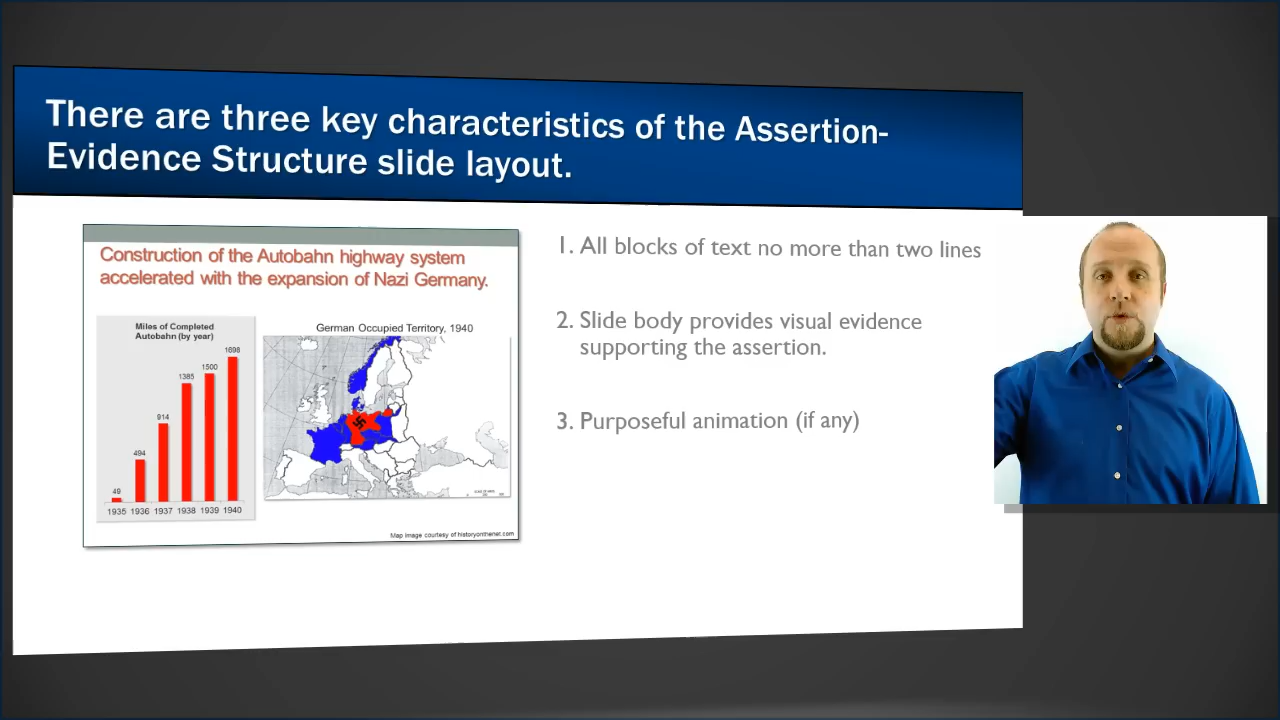 There are three key characteristics of the Assertion-
Evidence Structure slide layout.
Construction of the Autobahn highway system
accelerated with the expansion of Nazi Germany.
Miles of Completed
Autobahn (by year)
49
494
914
1385
1500
1698
1935 1936 1937 1938 1939 1940
German Occupied Territory, 1940
Map image courtesy of historyonthenet.com
1. All blocks of text no more than two lines
2. Slide body provides visual evidence
supporting the assertion.
3. Purposeful animation (if any)